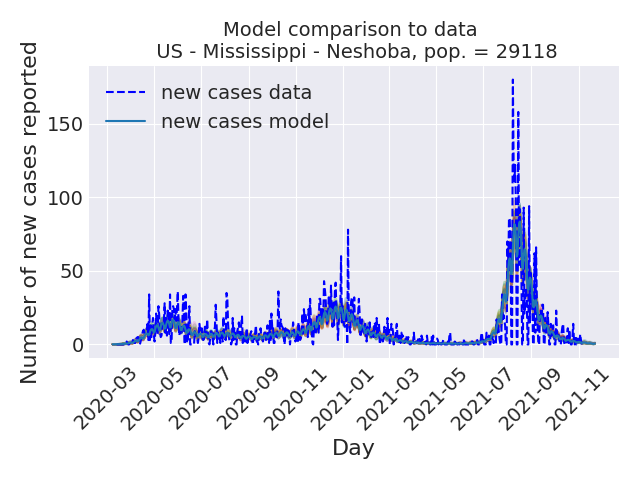 Model comparison to data
US - Mississippi - Neshoba, pop. = 29118
new cases data
new cases model
Number of new cases reported
150
100
50
0
2020-03
2020-05
2020-07
2020-09
2020-11
2021-01
2021-03
2021-05
2021-07
2021-09
2021-11
Day